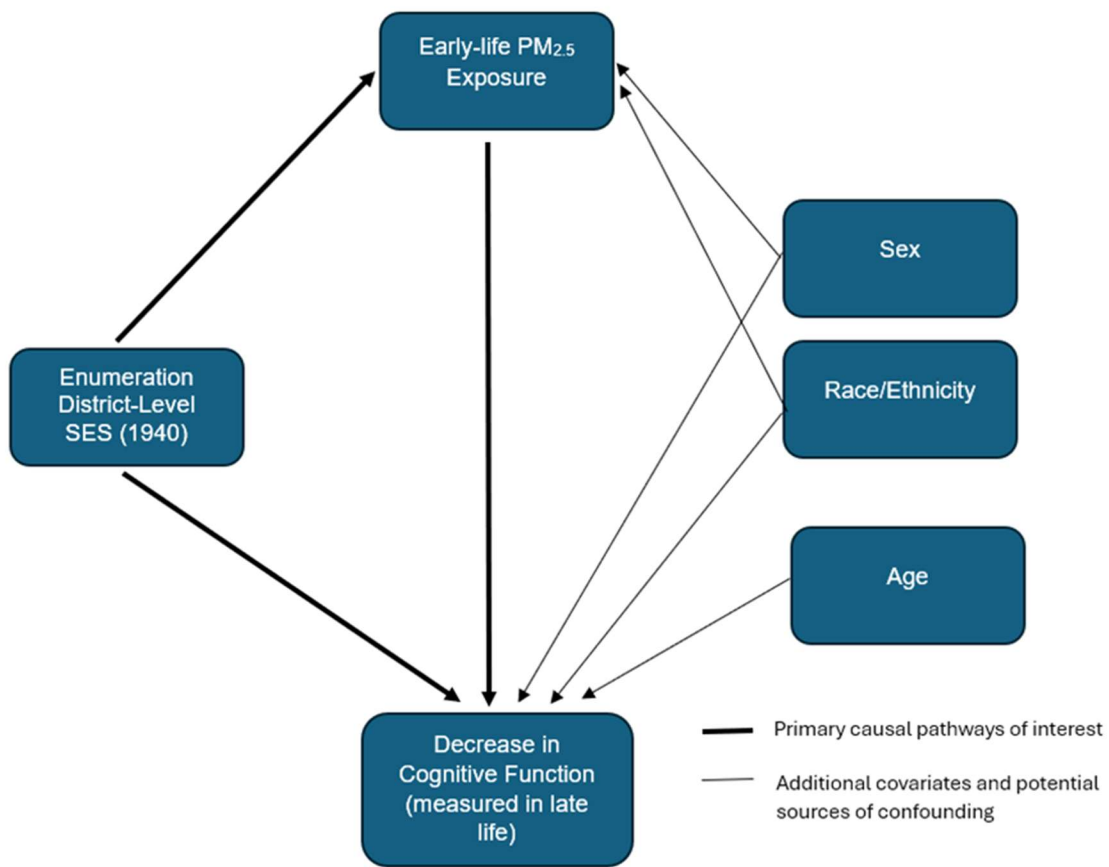 Early-life PM₂.₅
Exposure
Sex
Enumeration
District-Level
SES (1940)
Race/Ethnicity
Age
Decrease in
Cognitive Function
(measured in late
life)
Primary causal pathways of interest
Additional covariates and potential
sources of confounding